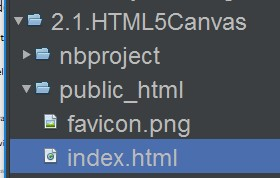 2.1.HTML5Canvas
nbproject
public_html
favicon.png
index.html